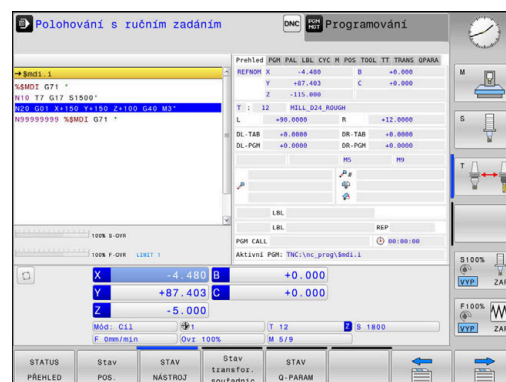 Polohování s ručním zadáním
DNC
PGM MGT
Programování
→$mdi.i
%$MDI G71 *
N10 T7 G17 S1500*
N20 G01 X+150 Y+150 Z+100 G40 M3*
N99999999 %$MDI G71 *
100% S-OVR
100% F-OVR LIMIT 1
Přehled PGM PAL LBL CYC M POS TOOL TT TRANS QPARA
REFNOM X -4.480 B +0.000
Y +87.403 C +0.000
Z -115.000
T : 12 MILL_D24_ROUGH
L +90.0000 R +12.0000
DL-TAB +0.0000 DR-TAB +0.0000
DL-PGM +0.0000 DR-PGM +0.0000
M5 M9
LBL
LBL REP
PGM CALL 00:00:00
Aktivní PGM: TNC:\nc_prog\$mdi.i
X -4.480 B +0.000
Y +87.403 C +0.000
Z -5.000
Mód: Cíl 1 T 12 Z S 1800
F 0mm/min Ovr 100% M 5/9
M
S
T
S100%
VYP ZAP
F100%
VYP ZAP
STATUS PŘEHLED
Stav POS.
STAV NÁSTROJ
Stav transfor. souřadnic
STAV Q-PARAM